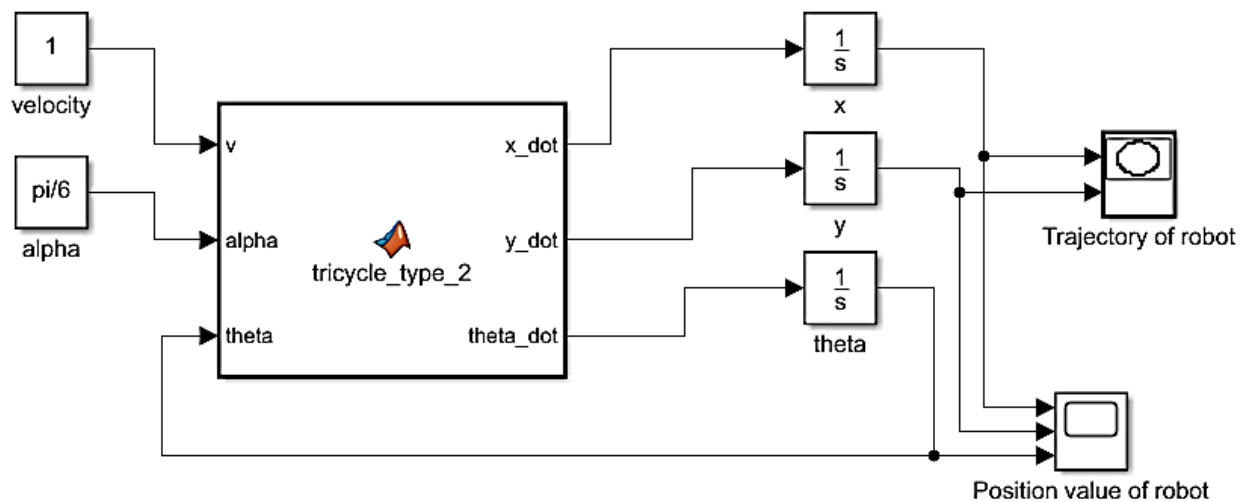 1
velocity
pi/6
alpha
v
alpha
theta
tricycle_type_2
x_dot
y_dot
theta_dot
1
s
x
1
s
y
1
s
theta
Trajectory of robot
Position value of robot